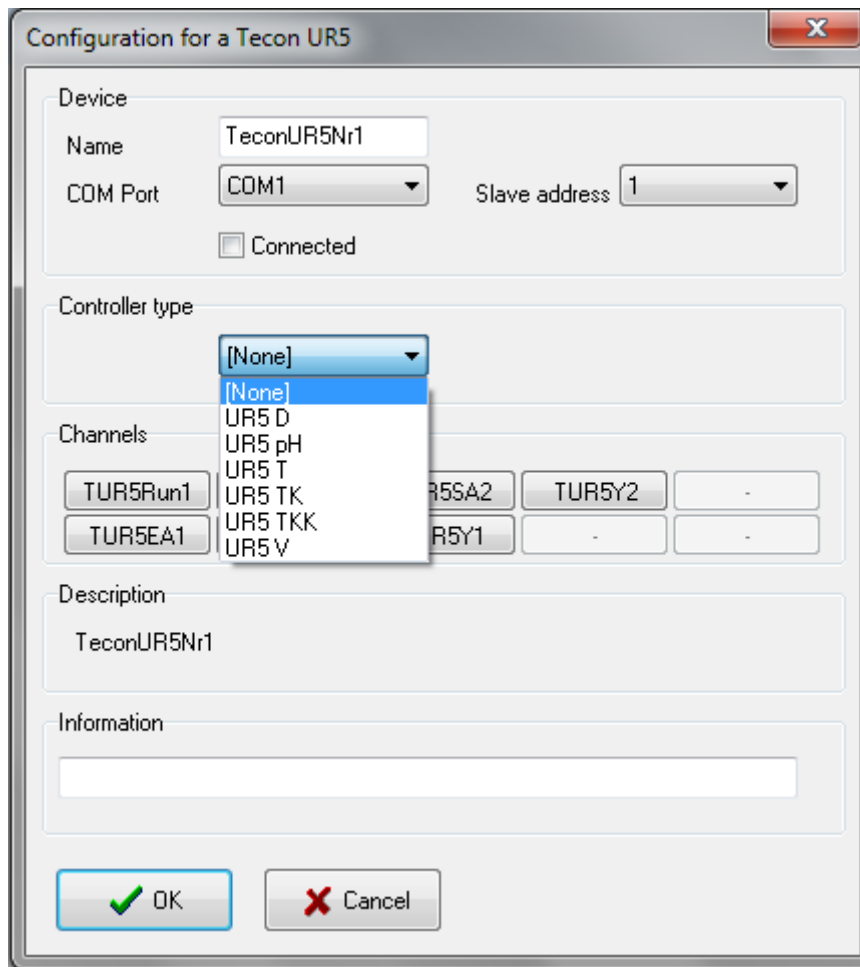 Configuration for a Tecon UR5
Device
Name TeconUR5Nr1
COM Port COM1 Slave address 1
Connected
Controller type
[None]
[None]
UR5 D
UR5 pH
UR5 T
UR5 TK
UR5 TKK
UR5 V
Channels
TUR5Run1 R5SA2 TUR5Y2 -
TUR5EA1 R5Y1 - -
Description
TeconUR5Nr1
Information
OK Cancel